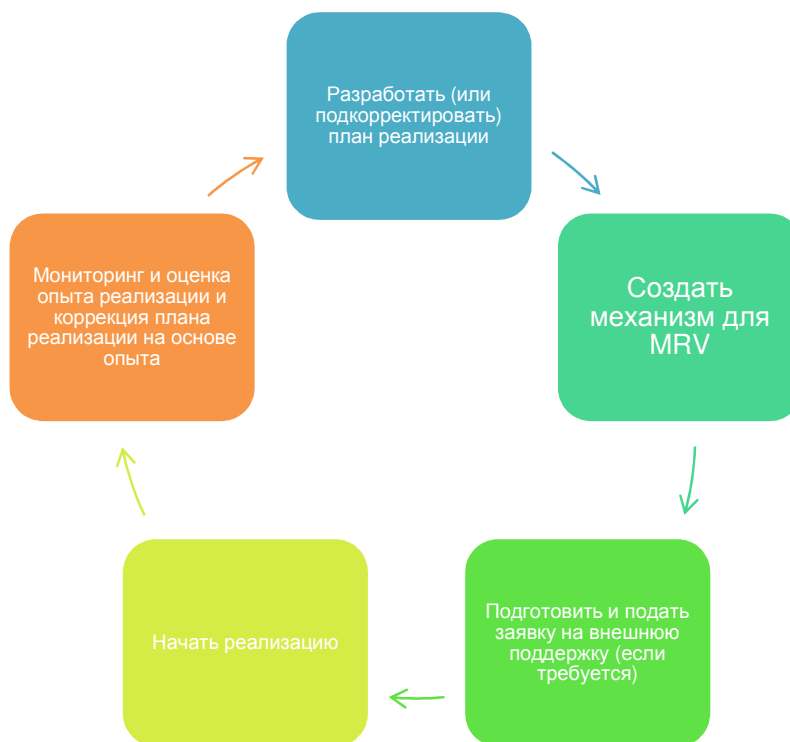 Разработать (или
подкорректировать)
план реализации
Создать
механизм для
MRV
Подготовить и подать
заявку на внешнюю
поддержку (если
требуется)
Начать реализацию
Мониторинг и оценка
опыта реализации и
коррекция плана
реализации на основе
опыта